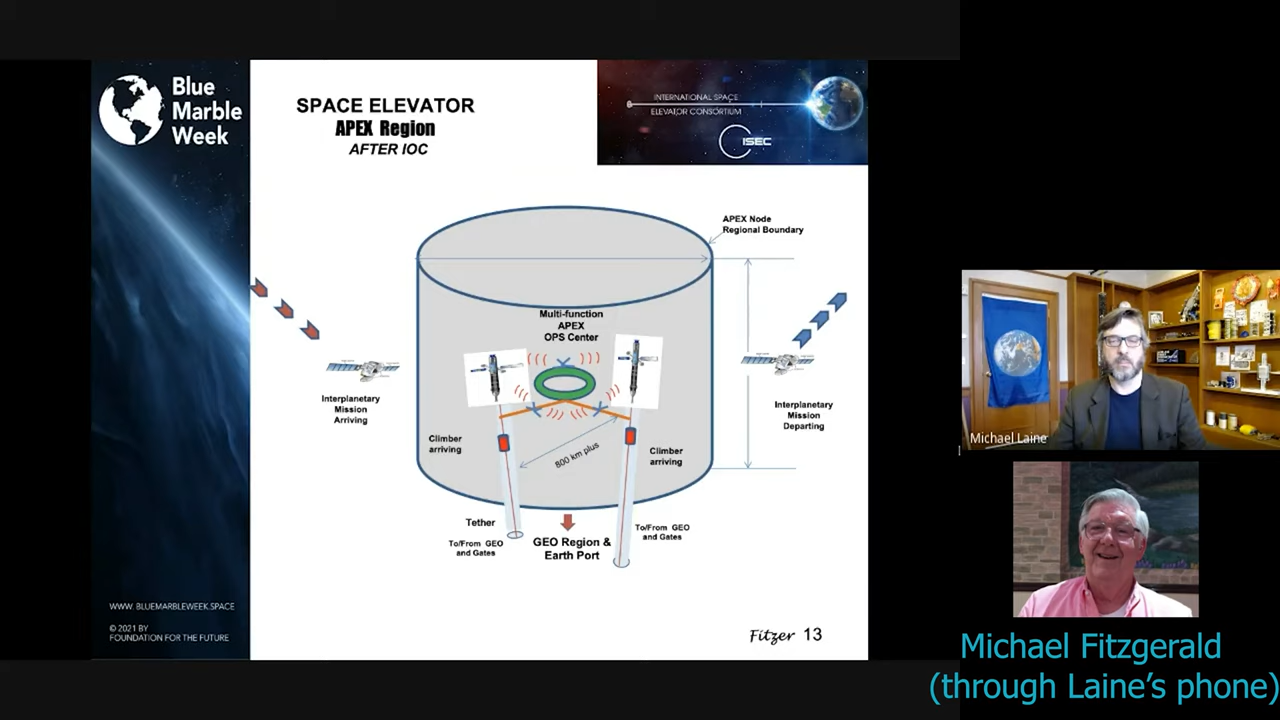 Blue
Marble
Week
SPACE ELEVATOR
APEX Region
AFTER IOC
INTERNATIONAL SPACE
ELEVATOR CONSORTIUM
ISEC
APEX Node
Regional Boundary
Multi-function
APEX
OPS Center
Interplanetary
Mission
Arriving
Interplanetary
Mission
Departing
Climber
arriving
800 km plus
Climber
arriving
Tether
To/From GEO
and Gates
GEO Region &
Earth Port
To/From GEO
and Gates
WWW. BLUEMARBLEWEEK.SPACE
© 2021 BY
FOUNDATION FOR THE FUTURE
Fitzer 13
Michael Laine
Michael Fitzgerald
(through Laine's phone)